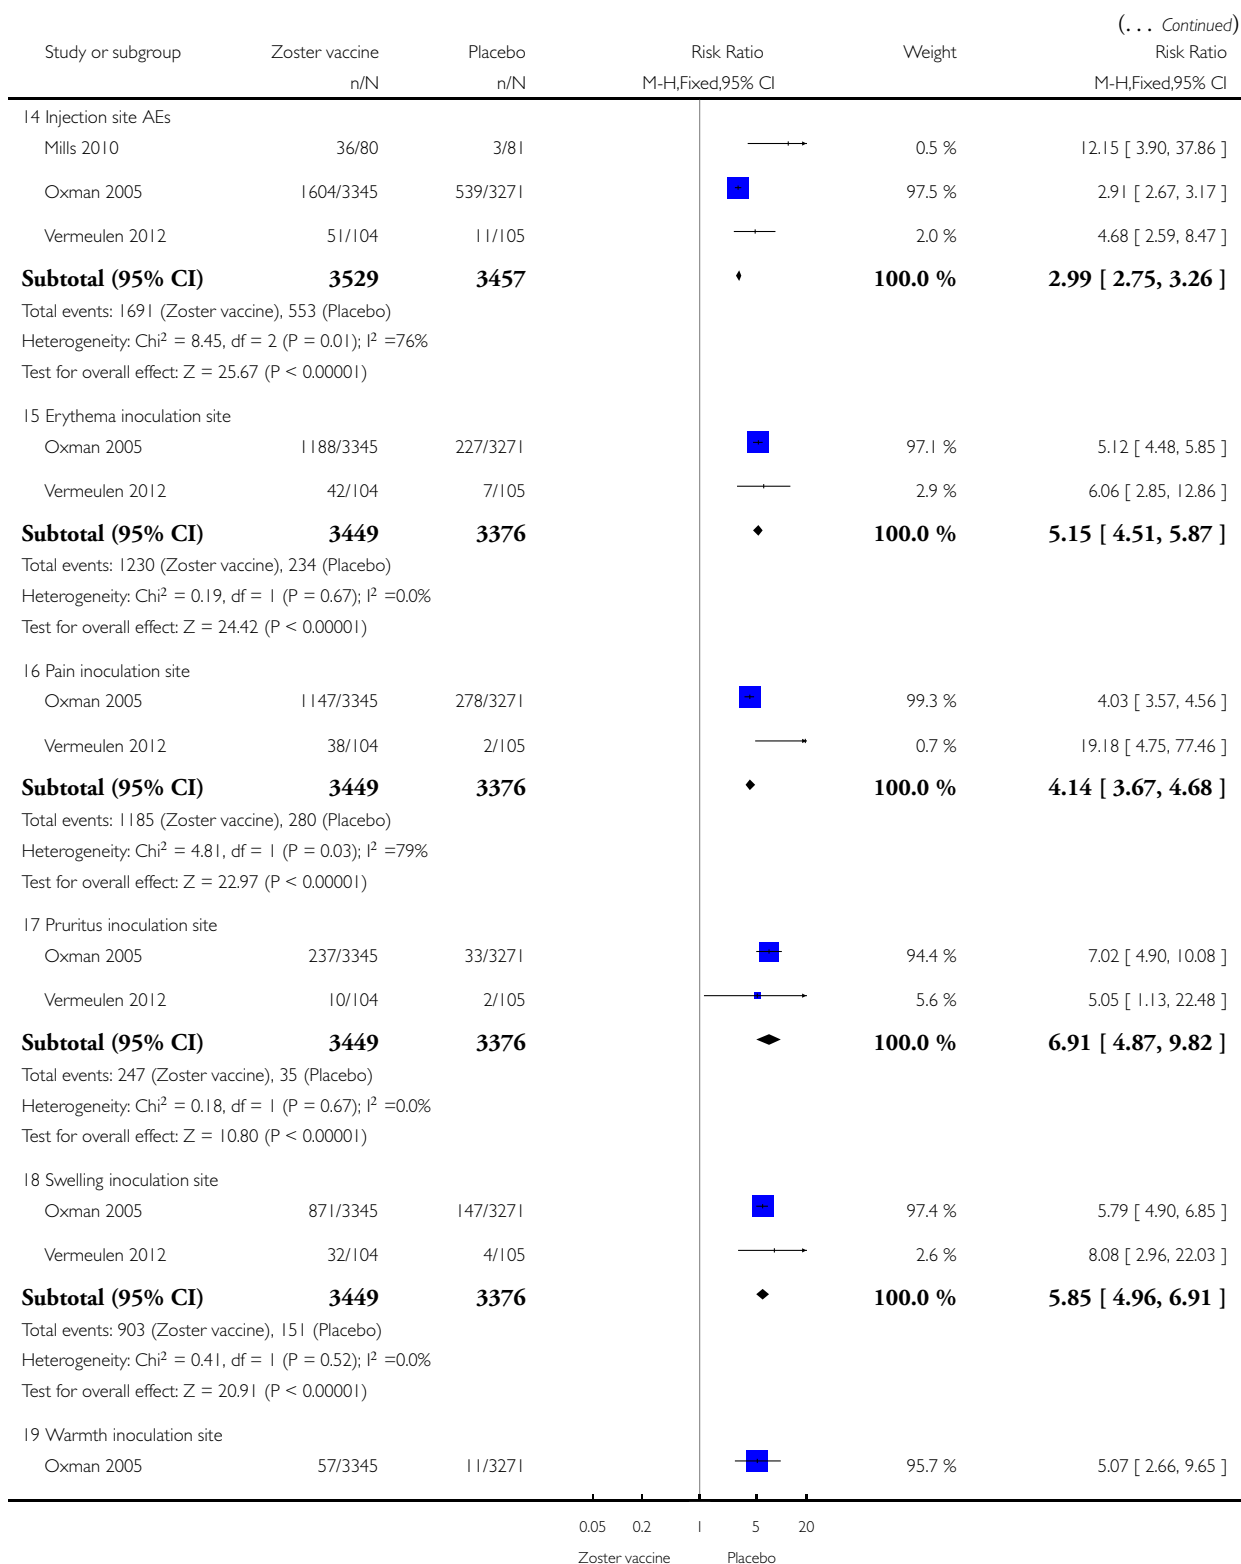 (... Continued)
Study or subgroup Zoster vaccine Placebo Risk Ratio Weight Risk Ratio
n/N n/N M-H,Fixed,95% CI M-H,Fixed,95% CI
14 Injection site AEs
Mills 2010 36/80 3/81 0.5 % 12.15 [ 3.90, 37.86 ]
Oxman 2005 1604/3345 539/3271 97.5 % 2.91 [ 2.67, 3.17 ]
Vermeulen 2012 51/104 11/105 2.0 % 4.68 [ 2.59, 8.47 ]
Subtotal (95% CI) 3529 3457 100.0 % 2.99 [ 2.75, 3.26 ]
Total events: 1691 (Zoster vaccine), 553 (Placebo)
Heterogeneity: Chi² = 8.45, df = 2 (P = 0.01); I² =76%
Test for overall effect: Z = 25.67 (P < 0.00001)
15 Erythema inoculation site
Oxman 2005 1188/3345 227/3271 97.1 % 5.12 [ 4.48, 5.85 ]
Vermeulen 2012 42/104 7/105 2.9 % 6.06 [ 2.85, 12.86 ]
Subtotal (95% CI) 3449 3376 100.0 % 5.15 [ 4.51, 5.87 ]
Total events: 1230 (Zoster vaccine), 234 (Placebo)
Heterogeneity: Chi² = 0.19, df = 1 (P = 0.67); I² =0.0%
Test for overall effect: Z = 24.42 (P < 0.00001)
16 Pain inoculation site
Oxman 2005 1147/3345 278/3271 99.3 % 4.03 [ 3.57, 4.56 ]
Vermeulen 2012 38/104 2/105 0.7 % 19.18 [ 4.75, 77.46 ]
Subtotal (95% CI) 3449 3376 100.0 % 4.14 [ 3.67, 4.68 ]
Total events: 1185 (Zoster vaccine), 280 (Placebo)
Heterogeneity: Chi² = 4.81, df = 1 (P = 0.03); I² =79%
Test for overall effect: Z = 22.97 (P < 0.00001)
17 Pruritus inoculation site
Oxman 2005 237/3345 33/3271 94.4 % 7.02 [ 4.90, 10.08 ]
Vermeulen 2012 10/104 2/105 5.6 % 5.05 [ 1.13, 22.48 ]
Subtotal (95% CI) 3449 3376 100.0 % 6.91 [ 4.87, 9.82 ]
Total events: 247 (Zoster vaccine), 35 (Placebo)
Heterogeneity: Chi² = 0.18, df = 1 (P = 0.67); I² =0.0%
Test for overall effect: Z = 10.80 (P < 0.00001)
18 Swelling inoculation site
Oxman 2005 871/3345 147/3271 97.4 % 5.79 [ 4.90, 6.85 ]
Vermeulen 2012 32/104 4/105 2.6 % 8.08 [ 2.96, 22.03 ]
Subtotal (95% CI) 3449 3376 100.0 % 5.85 [ 4.96, 6.91 ]
Total events: 903 (Zoster vaccine), 151 (Placebo)
Heterogeneity: Chi² = 0.41, df = 1 (P = 0.52); I² =0.0%
Test for overall effect: Z = 20.91 (P < 0.00001)
19 Warmth inoculation site
Oxman 2005 57/3345 11/3271 95.7 % 5.07 [ 2.66, 9.65 ]
0.05 0.2 1 5 20
Zoster vaccine Placebo